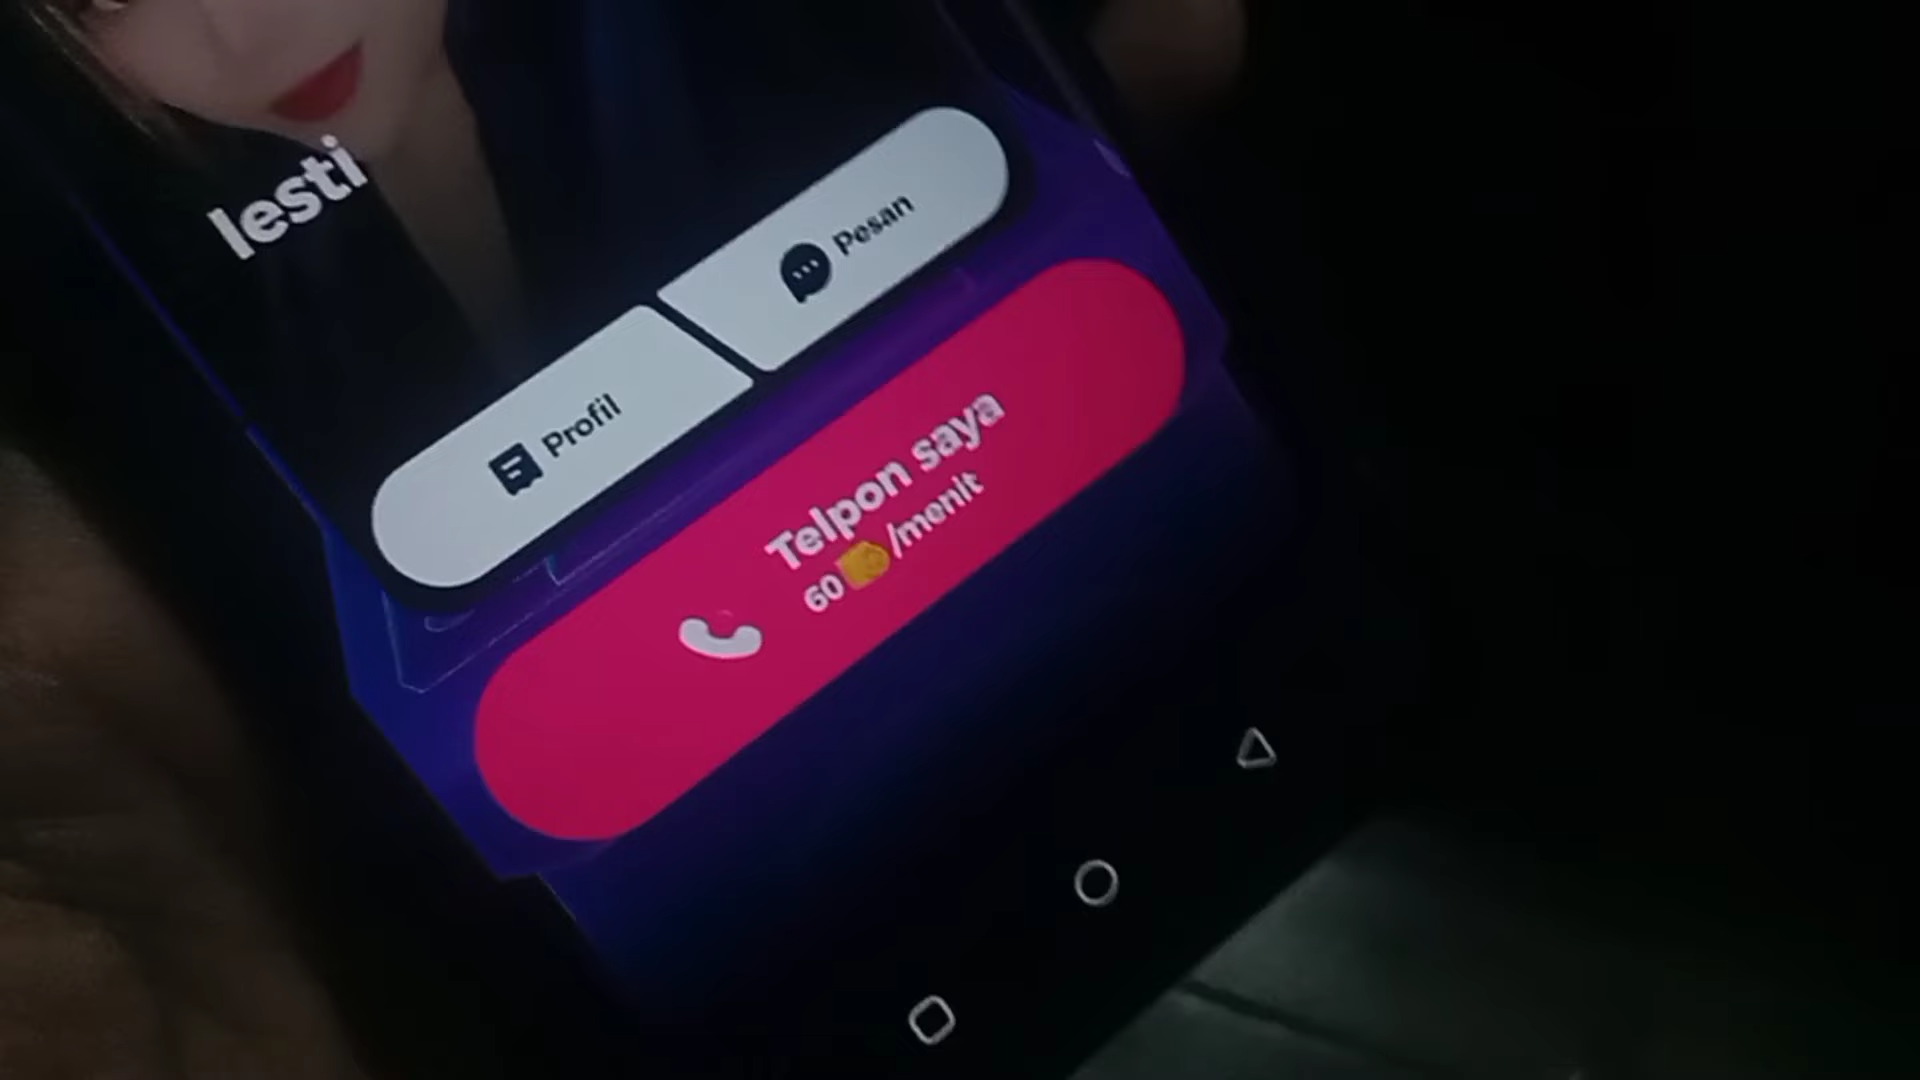 lesti
Profil
Pesan
Telpon saya
60 /menit